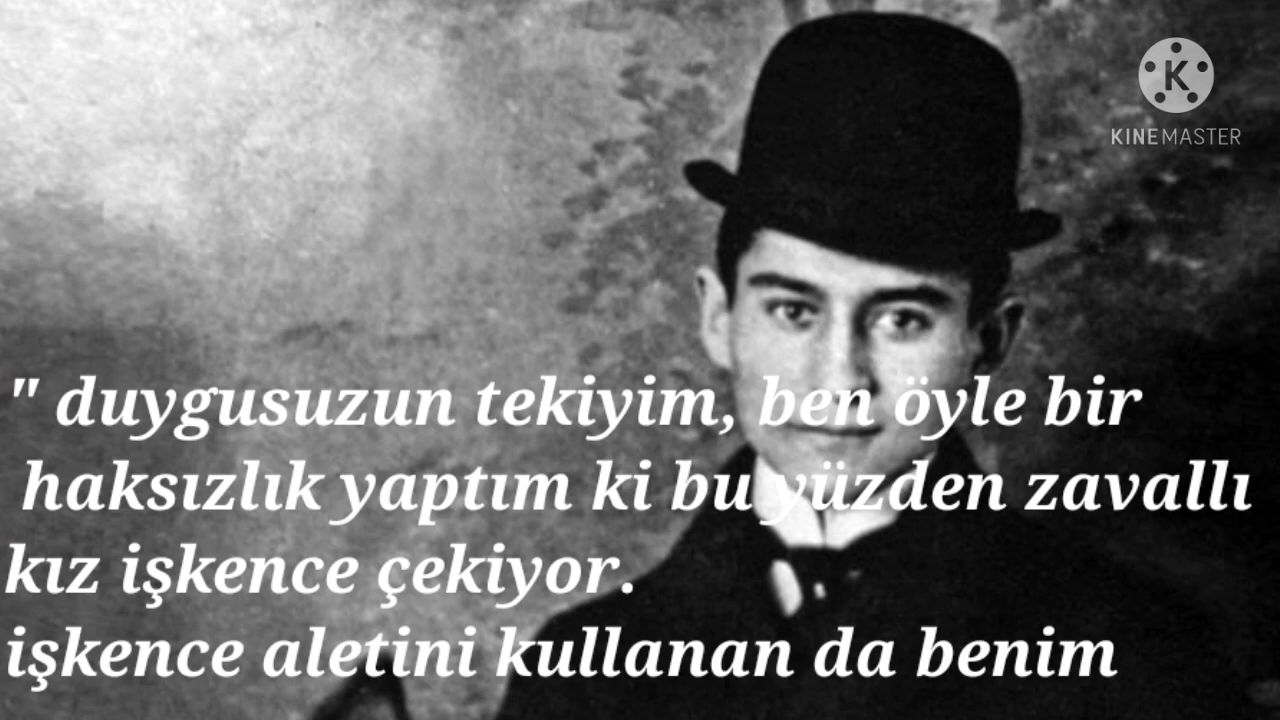 KINEMASTER
" duygusuzun tekiyim, ben öyle bir
haksızlık yaptım ki bu yüzden zavallı
kız işkence çekiyor.
işkence aletini kullanan da benim